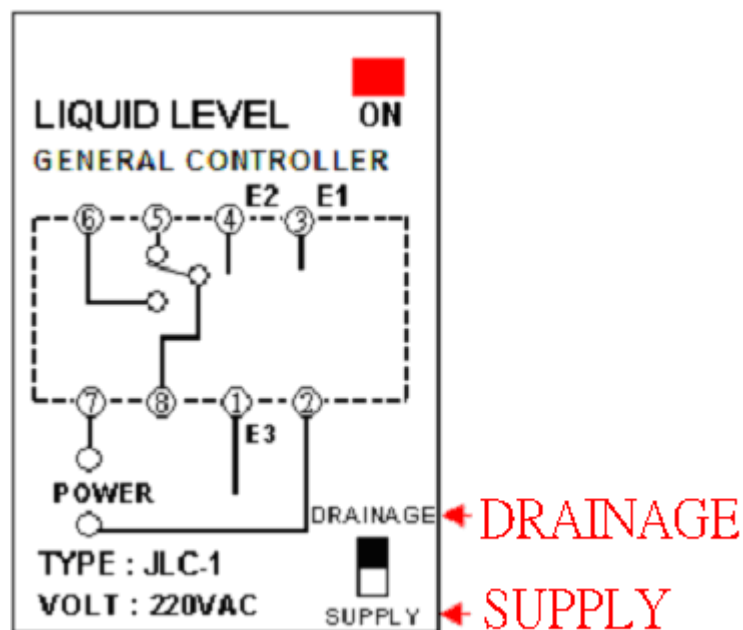 LIQUID LEVEL ON
GENERAL CONTROLLER
E2 E1
6 5 4 3
7 8 1 2
E3
POWER
DRAINAGE DRAINAGE
TYPE : JLC-1
VOLT : 220VAC
SUPPLY SUPPLY